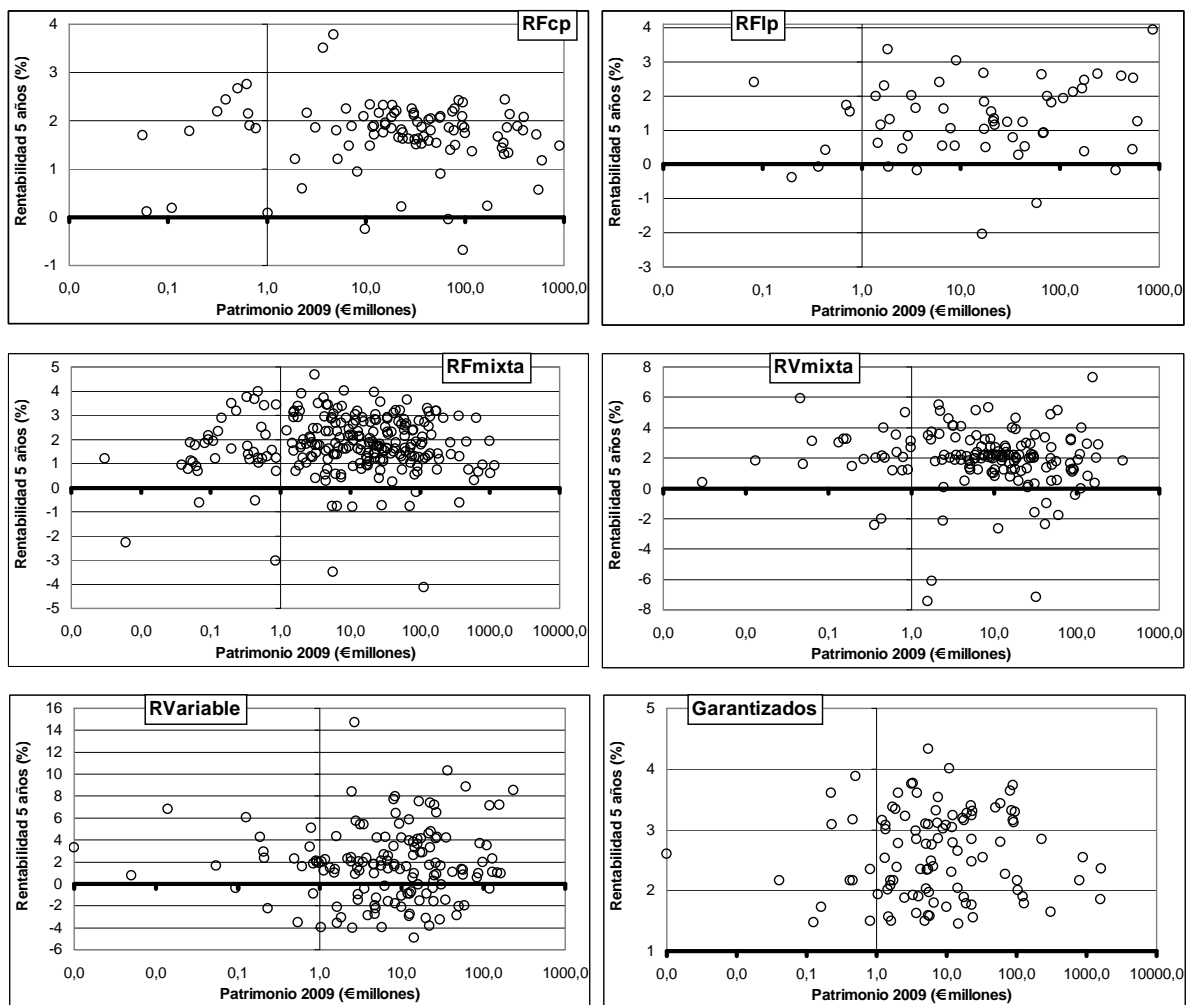 RFcp
Rentabilidad 5 años (%)
4
3
2
1
0
-1
0,0 0,1 1,0 10,0 100,0 1000,0
Patrimonio 2009 (€ millones)
RFlp
Rentabilidad 5 años (%)
4
3
2
1
0
-1
-2
-3
0,0 0,1 1,0 10,0 100,0 1000,0
Patrimonio 2009 (€ millones)
RFmixta
Rentabilidad 5 años (%)
5
4
3
2
1
0
-1
-2
-3
-4
-5
0,0 0,0 0,1 1,0 10,0 100,0 1000,0 10000,0
Patrimonio 2009 (€ millones)
RVmixta
Rentabilidad 5 años (%)
8
6
4
2
0
-2
-4
-6
-8
0,0 0,0 0,1 1,0 10,0 100,0 1000,0
Patrimonio 2009 (€ millones)
RVariable
Rentabilidad 5 años (%)
16
14
12
10
8
6
4
2
0
-2
-4
-6
0,0 0,0 0,1 1,0 10,0 100,0 1000,0
Patrimonio 2009 (€ millones)
Garantizados
Rentabilidad 5 años (%)
5
4
3
2
1
0,0 0,0 0,1 1,0 10,0 100,0 1000,0 10000,0
Patrimonio 2009 (€ millones)